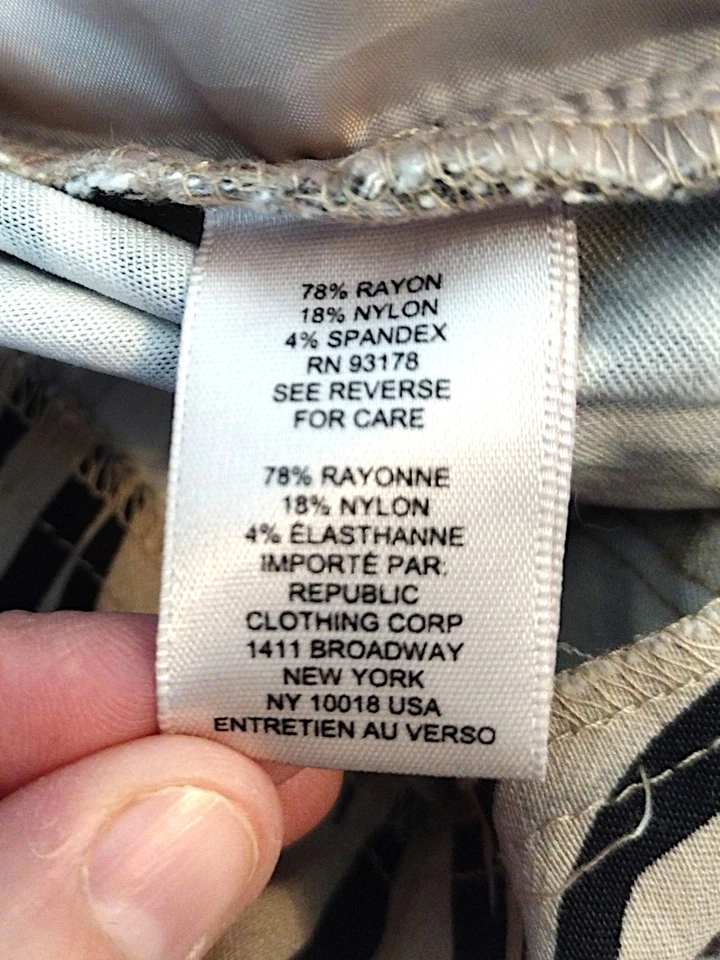 78% RAYON
18% NYLON
4% SPANDEX
RN 93178
SEE REVERSE
FOR CARE
78% RAYONNE
18% NYLON
4% ÉLASTHANNE
IMPORTÉ PAR:
REPUBLIC
CLOTHING CORP
1411 BROADWAY
NEW YORK
NY 10018 USA
ENTRETIEN AU VERSO